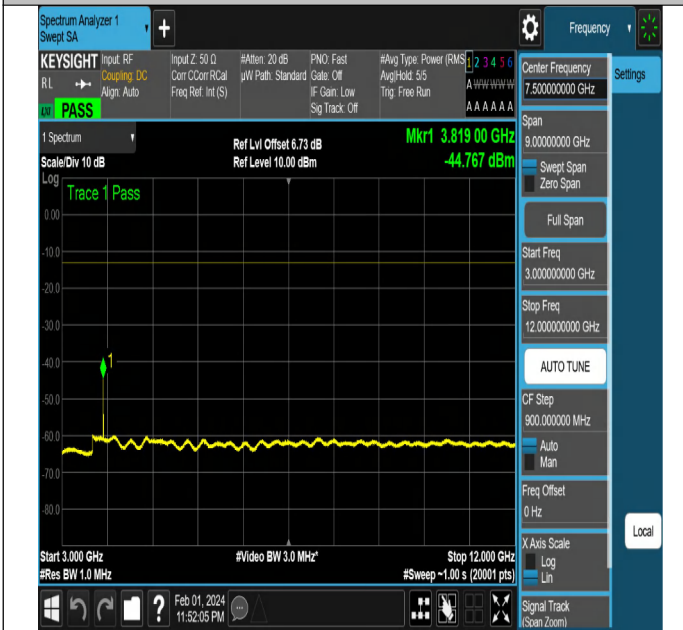 Spectrum Analyzer 1
Swept SA
Frequency
KEYSIGHT
RL
LXI
PASS
Input: RF
Coupling: DC
Align: Auto
Input Z: 50 Ω
Corr CCorr RCal
Freq Ref: Int (S)
#Atten: 20 dB
µW Path: Standard
PNO: Fast
Gate: Off
IF Gain: Low
Sig Track: Off
#Avg Type: Power (RMS
Avg|Hold: 5/5
Trig: Free Run
1 2 3 4 5 6
A W W W W W
A A A A A A
1 Spectrum
Scale/Div 10 dB
Ref Lvl Offset 6.73 dB
Ref Level 10.00 dBm
Mkr1 3.819 00 GHz
-44.767 dBm
Log
Trace 1 Pass
0.00
-10.0
-20.0
-30.0
-40.0
-50.0
-60.0
-70.0
-80.0
1
Start 3.000 GHz
#Res BW 1.0 MHz
#Video BW 3.0 MHz*
Stop 12.000 GHz
#Sweep ~1.00 s (20001 pts)
Feb 01, 2024
11:52:05 PM
?
Center Frequency
7.500000000 GHz
Settings
Span
9.00000000 GHz
Swept Span
Zero Span
Full Span
Start Freq
3.000000000 GHz
Stop Freq
12.000000000 GHz
AUTO TUNE
CF Step
900.000000 MHz
Auto
Man
Freq Offset
0 Hz
X Axis Scale
Log
Lin
Local
Signal Track
(Span Zoom)